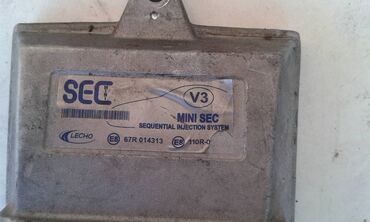 SEC
V3
MINI SEC
SEQUENTIAL INJECTION SYSTEM
LECHO E8 67R 014313 E8 110R-0